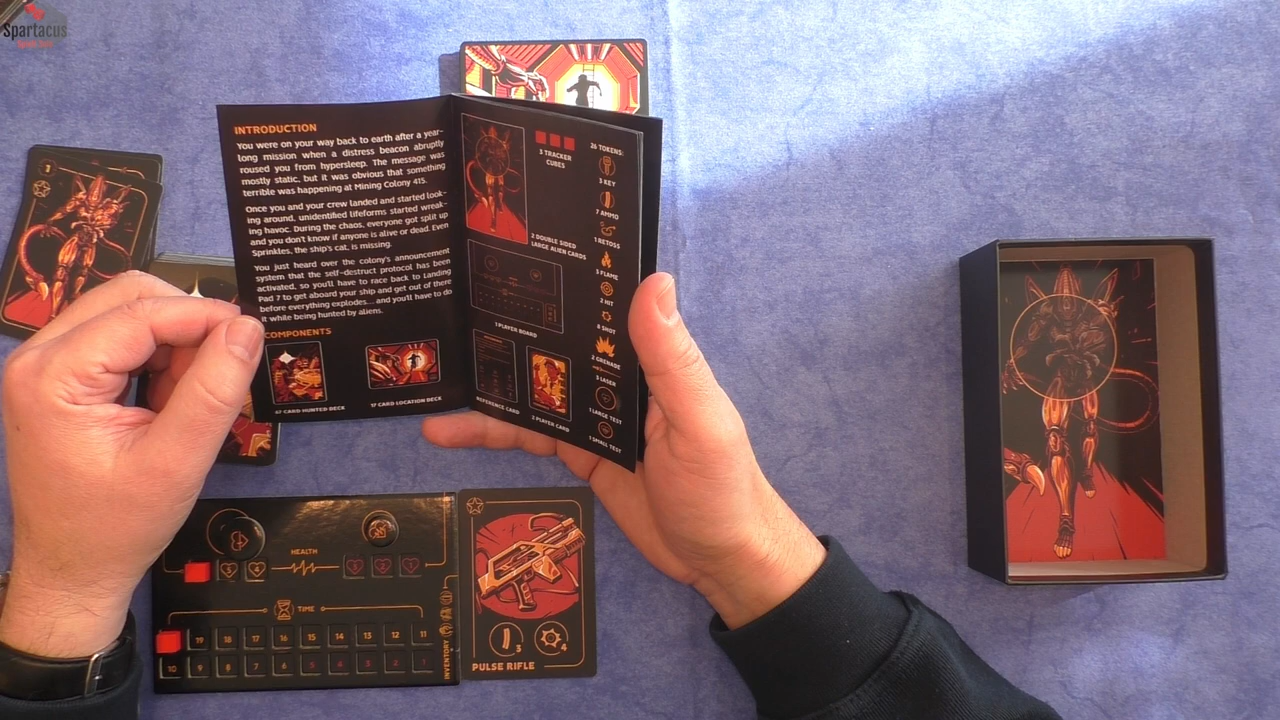 Spartacus
INTRODUCTION
You were on your way back to earth after a year-
long mission when a distress beacon abruptly
roused you from hypersleep. The message was
mostly static, but it was obvious that something
terrible was happening at Mining Colony 415.
Once you and your crew landed and started look-
ing around, unidentified lifeforms started wreak-
ing havoc. During the chaos, everyone got split up
and you don't know if anyone is alive or dead. Even
Sprinkles, the ship's cat, is missing.
You just heard over the colony's announcement
system that the self-destruct protocol has been
activated, so you'll have to race back to Landing
Pad 7 to get aboard your ship and get out of there
before everything explodes... and you'll have to do
it while being hunted by aliens.
COMPONENTS
67 CARD HUNTED DECK
17 CARD LOCATION DECK
3 TRACKER
CUBES
2 DOUBLE SIDED
LARGE ALIEN CARDS
1 PLAYER BOARD
REFERENCE CARD
3 PLAYER CARD
26 TOKENS:
3 KEY
7 AMMO
1 RETOSS
5 FLAME
2 HIT
8 SHOT
2 GRENADE
3 LASER
1 LARGE TEST
1 SMALL TEST
1
HEALTH
5 4 3 2 1
TIME
19 18 17 16 15 14 13 12 11
10 9 8 7 6 5 4 3 2 1
INVENTORY
3 4
PULSE RIFLE